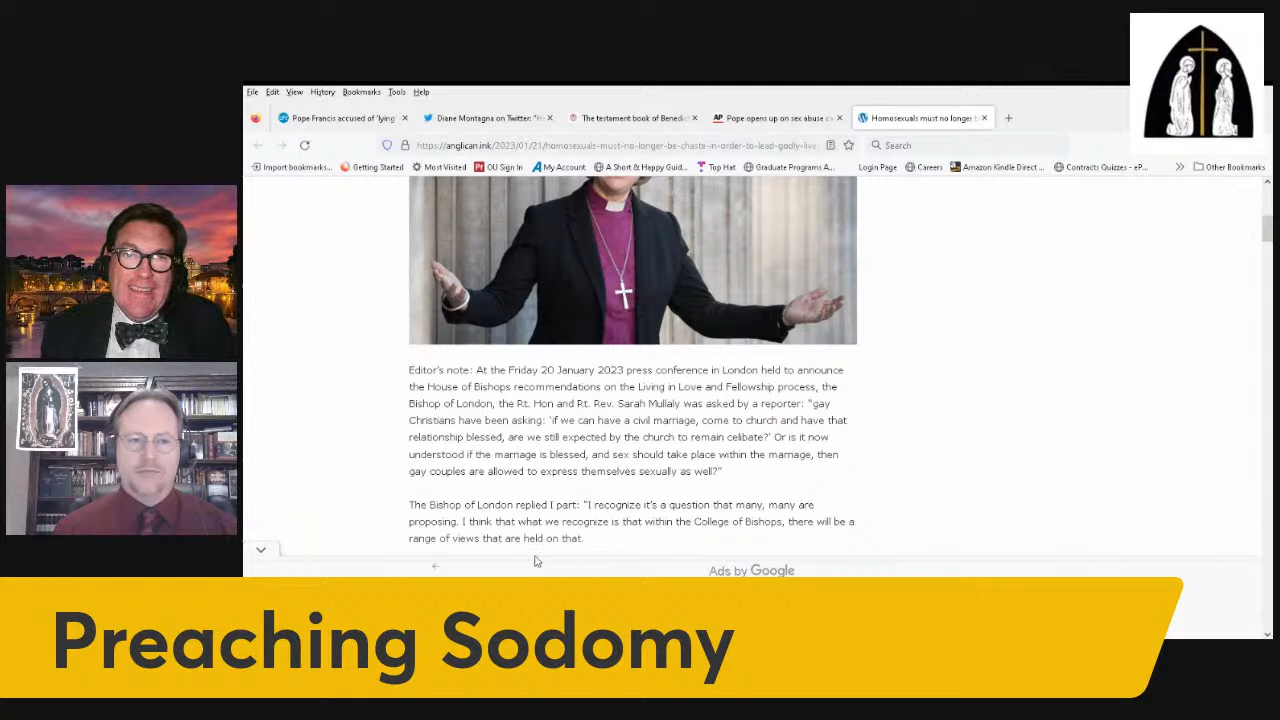 File Edit View History Bookmarks Tools Help
Pope Francis accused of 'lying'
Diane Montagna on Twitter: "Ho
The testament book of Benedic
AP Pope opens up on sex abuse ca
Homosexuals must no longer b
https://anglican.ink/2023/01/21/homosexuals-must-no-longer-be-chaste-in-order-to-lead-godly-live
Search
Import bookmarks... Getting Started Most Visited OU Sign In My Account A Short & Happy Guid... Top Hat Graduate Programs A... Login Page Careers Amazon Kindle Direct ... Contracts Quizzes - eP... Other Bookmarks
Editor's note: At the Friday 20 January 2023 press conference in London held to announce
the House of Bishops recommendations on the Living in Love and Fellowship process, the
Bishop of London, the Rt. Hon and Rt. Rev. Sarah Mullaly was asked by a reporter: "gay
Christians have been asking: 'if we can have a civil marriage, come to church and have that
relationship blessed, are we still expected by the church to remain celibate?' Or is it now
understood if the marriage is blessed, and sex should take place within the marriage, then
gay couples are allowed to express themselves sexually as well?"
The Bishop of London replied I part: "I recognize it's a question that many, many are
proposing. I think that what we recognize is that within the College of Bishops, there will be a
range of views that are held on that.
Ads by Google
Preaching Sodomy